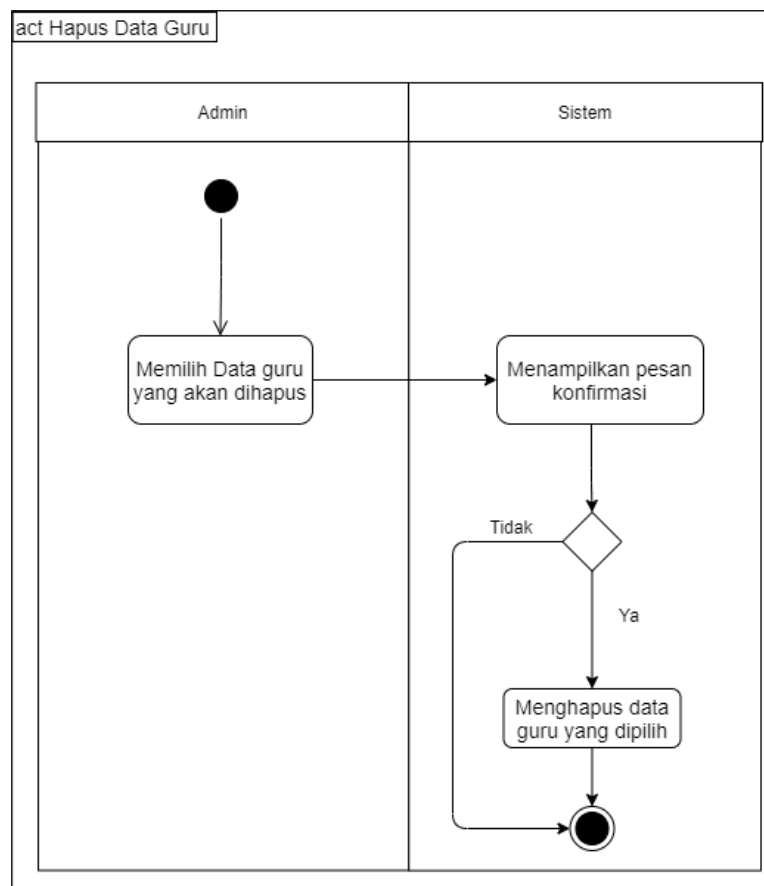 act Hapus Data Guru
Admin
Sistem
Memilih Data guru
yang akan dihapus
Menampilkan pesan
konfirmasi
Tidak
Ya
Menghapus data
guru yang dipilih